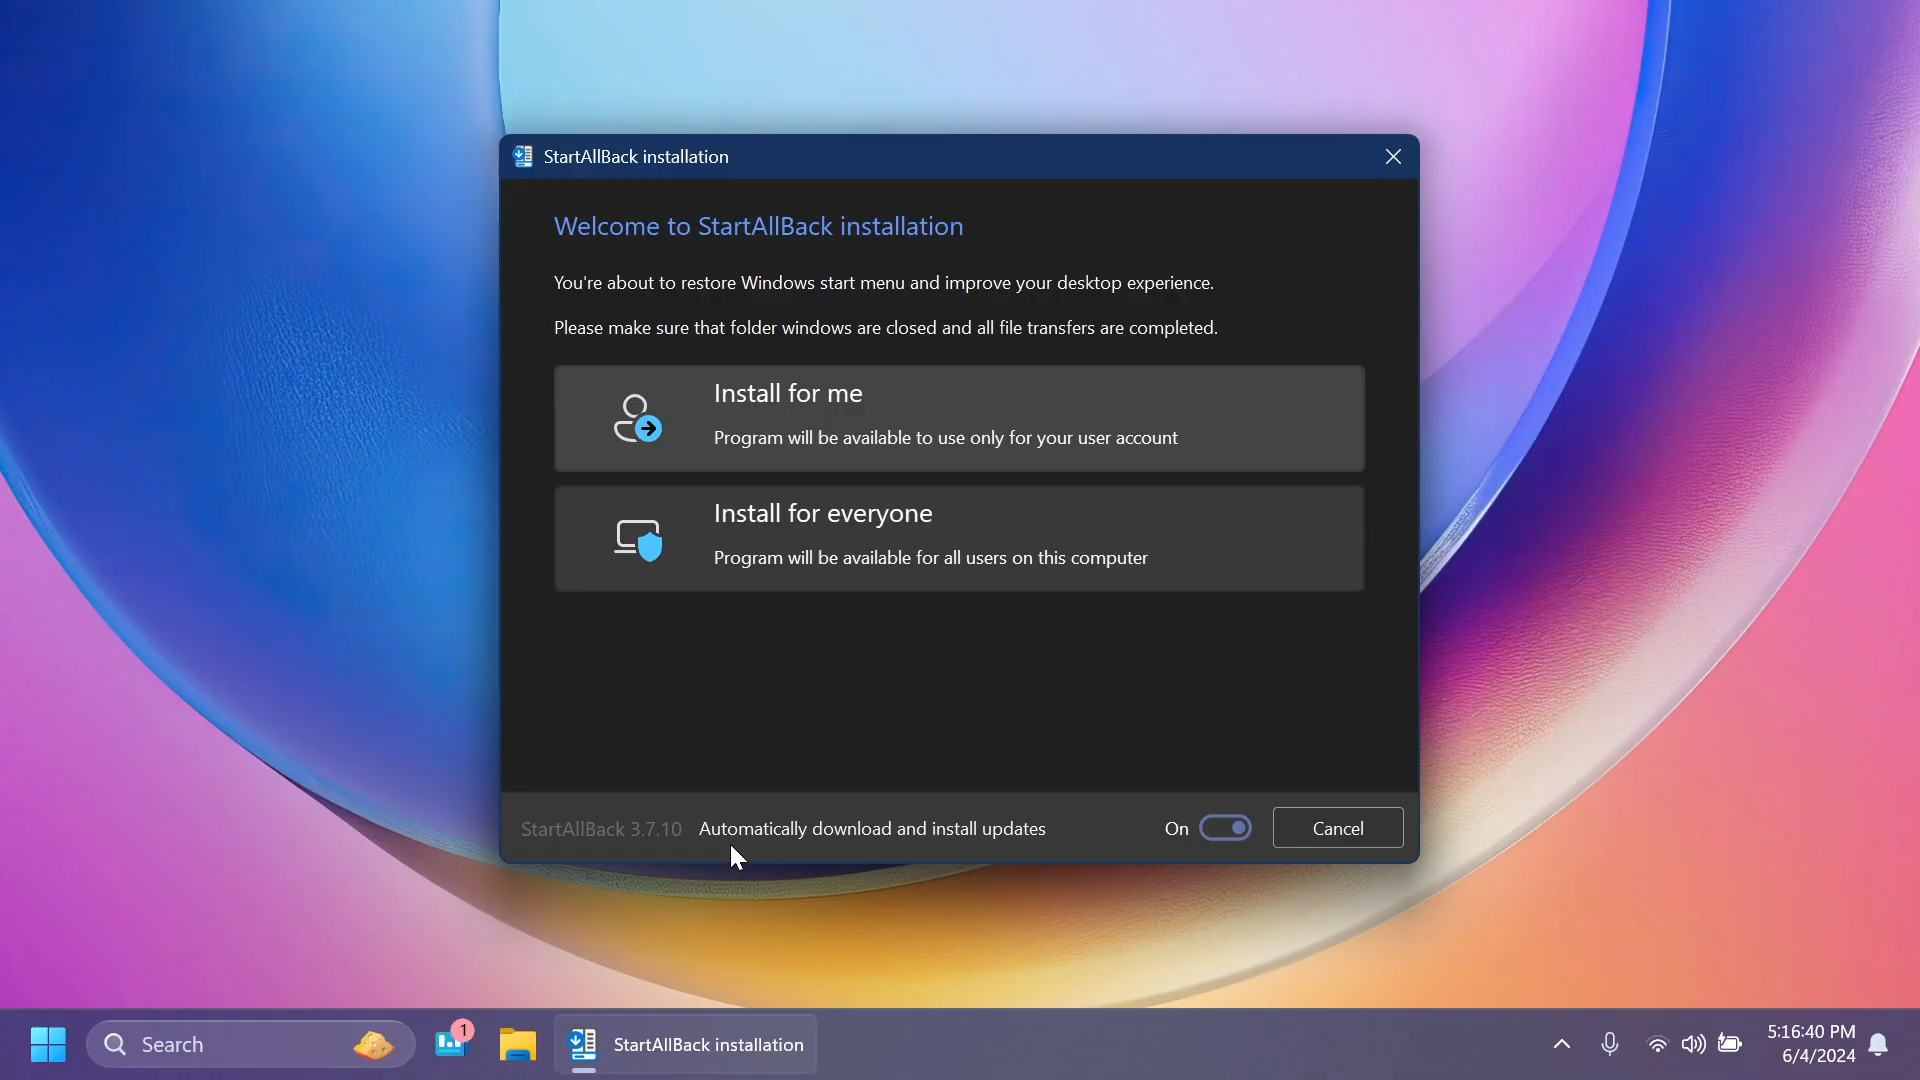 StartAllBack installation
Welcome to StartAllBack installation
You're about to restore Windows start menu and improve your desktop experience.
Please make sure that folder windows are closed and all file transfers are completed.
Install for me
Program will be available to use only for your user account
Install for everyone
Program will be available for all users on this computer
StartAllBack 3.7.10 Automatically download and install updates On Cancel
Search 1 StartAllBack installation 5:16:40 PM
6/4/2024